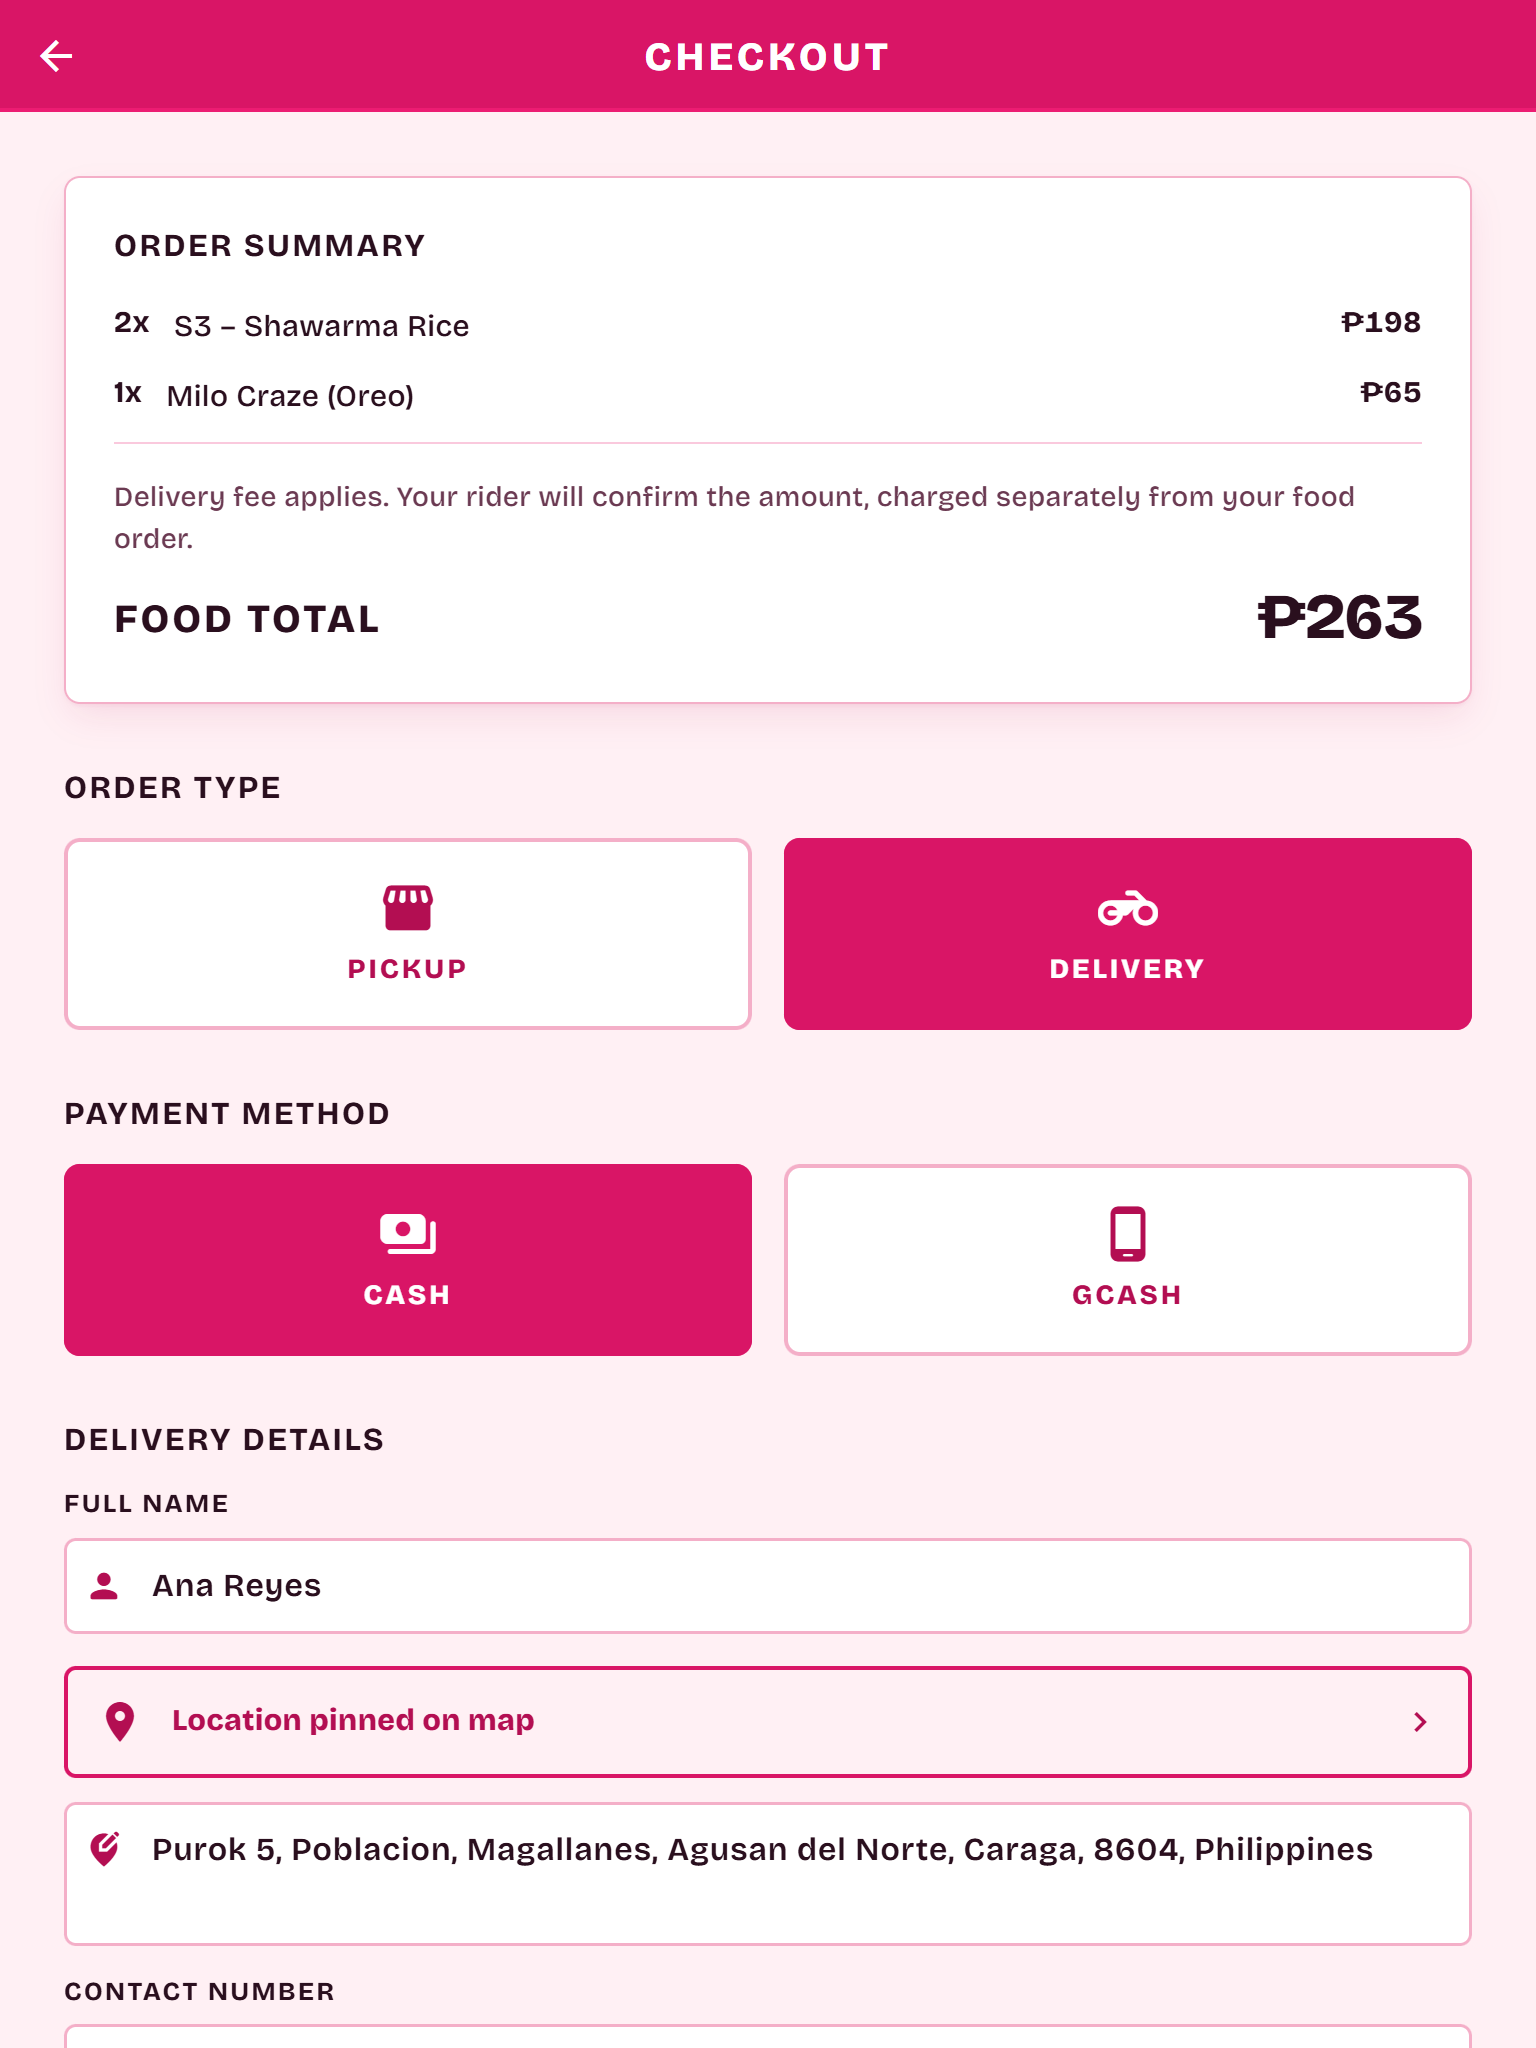 CHECKOUT
ORDER SUMMARY
2x S3 – Shawarma Rice ₱198
1x Milo Craze (Oreo) ₱65
Delivery fee applies. Your rider will confirm the amount, charged separately from your food
order.
FOOD TOTAL ₱263
ORDER TYPE
PICKUP DELIVERY
PAYMENT METHOD
CASH GCASH
DELIVERY DETAILS
FULL NAME
Ana Reyes
Location pinned on map
Purok 5, Poblacion, Magallanes, Agusan del Norte, Caraga, 8604, Philippines
CONTACT NUMBER